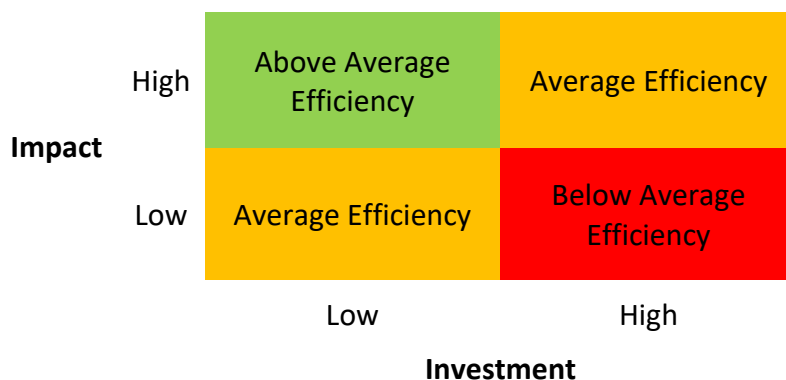 Above Average
Efficiency
High
Average Efficiency
Impact
Low
Average Efficiency
Below Average
Efficiency
Low
High
Investment